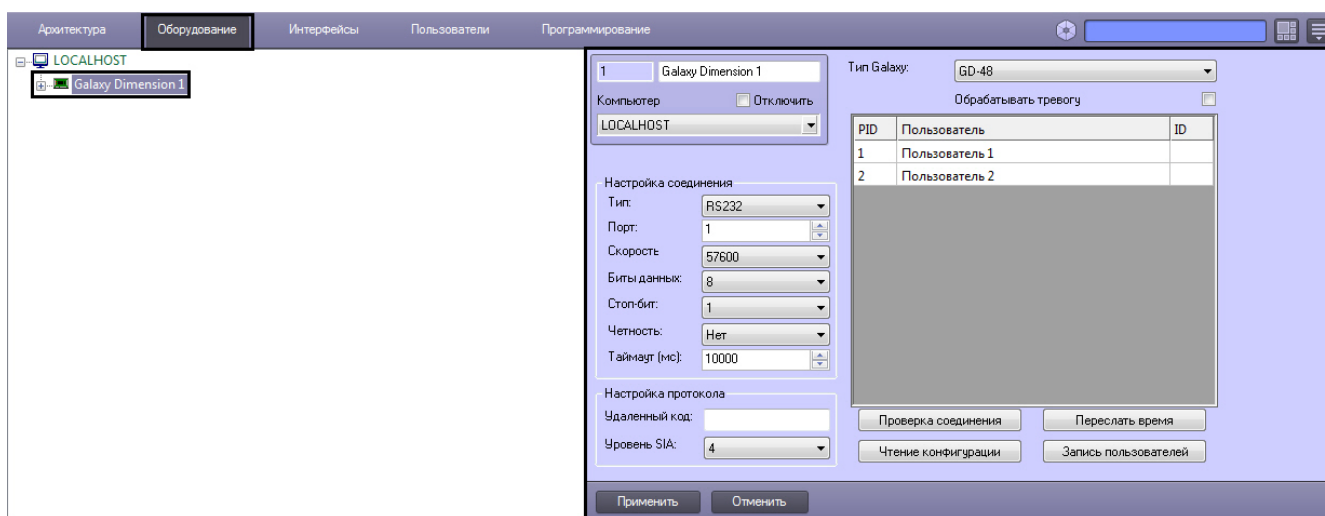 Архитектура Оборудование Интерфейсы Пользователи Программирование
LOCALHOST
Galaxy Dimension 1
1 Galaxy Dimension 1
Компьютер Отключить
LOCALHOST
Настройка соединения
Тип: RS232
Порт: 1
Скорость 57600
Биты данных: 8
Стоп-бит: 1
Четность: Нет
Таймаут (мс): 10000
Настройка протокола
Удаленный код:
Уровень SIA: 4
Тип Galaxy: GD-48
Обрабатывать тревогу
PID Пользователь ID
1 Пользователь 1
2 Пользователь 2
Проверка соединения Переслать время
Чтение конфигурации Запись пользователей
Применить Отменить